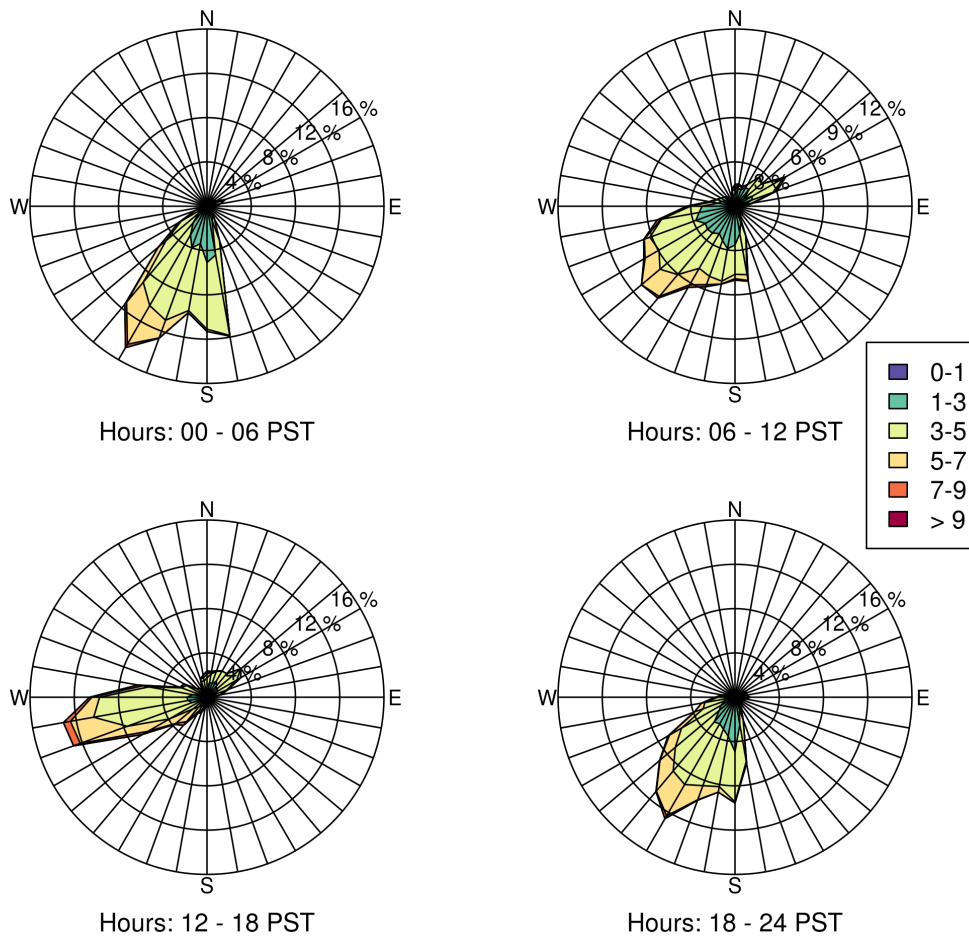 N
16 %
12 %
8 %
4 %
W
E
S
Hours: 00 - 06 PST
N
12 %
9 %
6 %
3 %
W
E
S
Hours: 06 - 12 PST
0-1
1-3
3-5
5-7
7-9
> 9
N
16 %
12 %
8 %
4 %
W
E
S
Hours: 12 - 18 PST
N
16 %
12 %
8 %
4 %
W
E
S
Hours: 18 - 24 PST